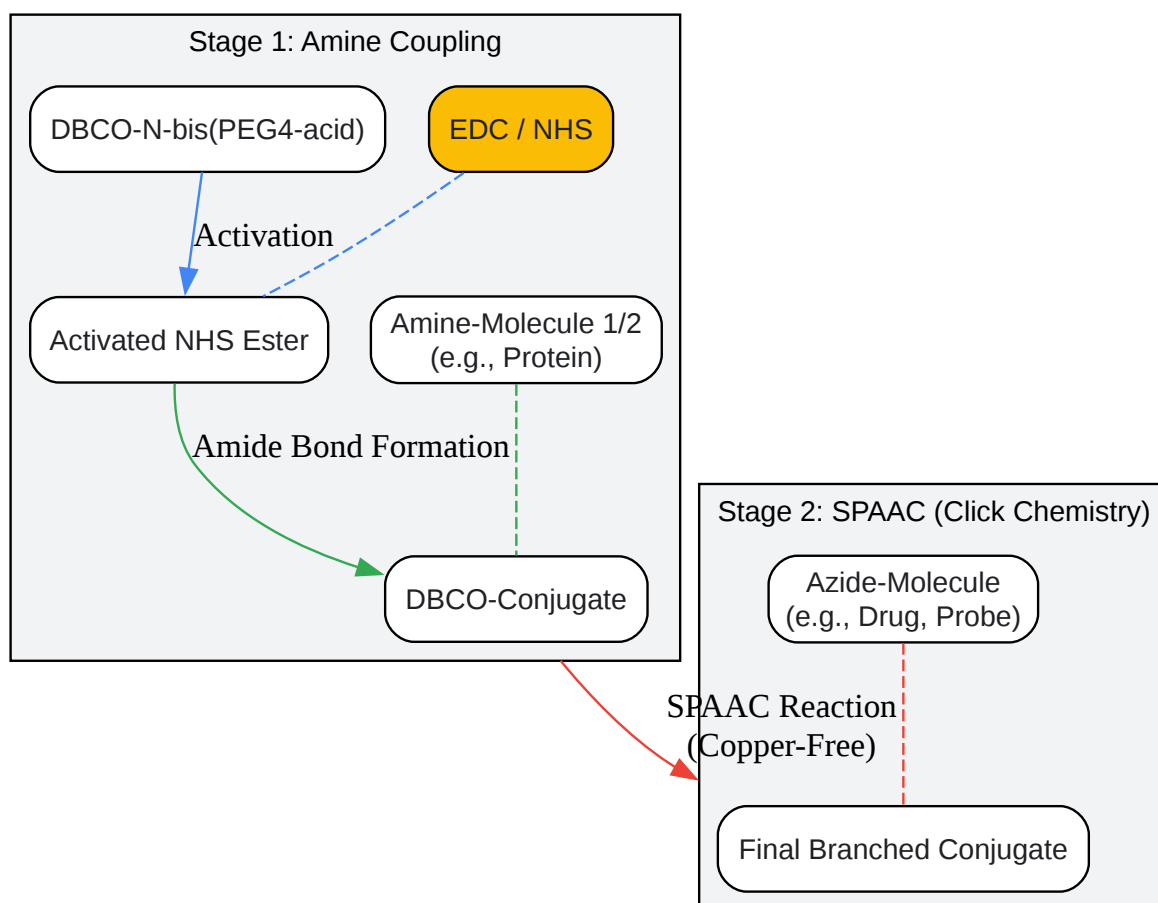 Stage 1: Amine Coupling
DBCO-N-bis(PEG4-acid)
EDC / NHS
Activation
Activated NHS Ester
Amine-Molecule 1/2
(e.g., Protein)
Amide Bond Formation
DBCO-Conjugate
Stage 2: SPAAC (Click Chemistry)
Azide-Molecule
(e.g., Drug, Probe)
SPAAC Reaction
(Copper-Free)
Final Branched Conjugate